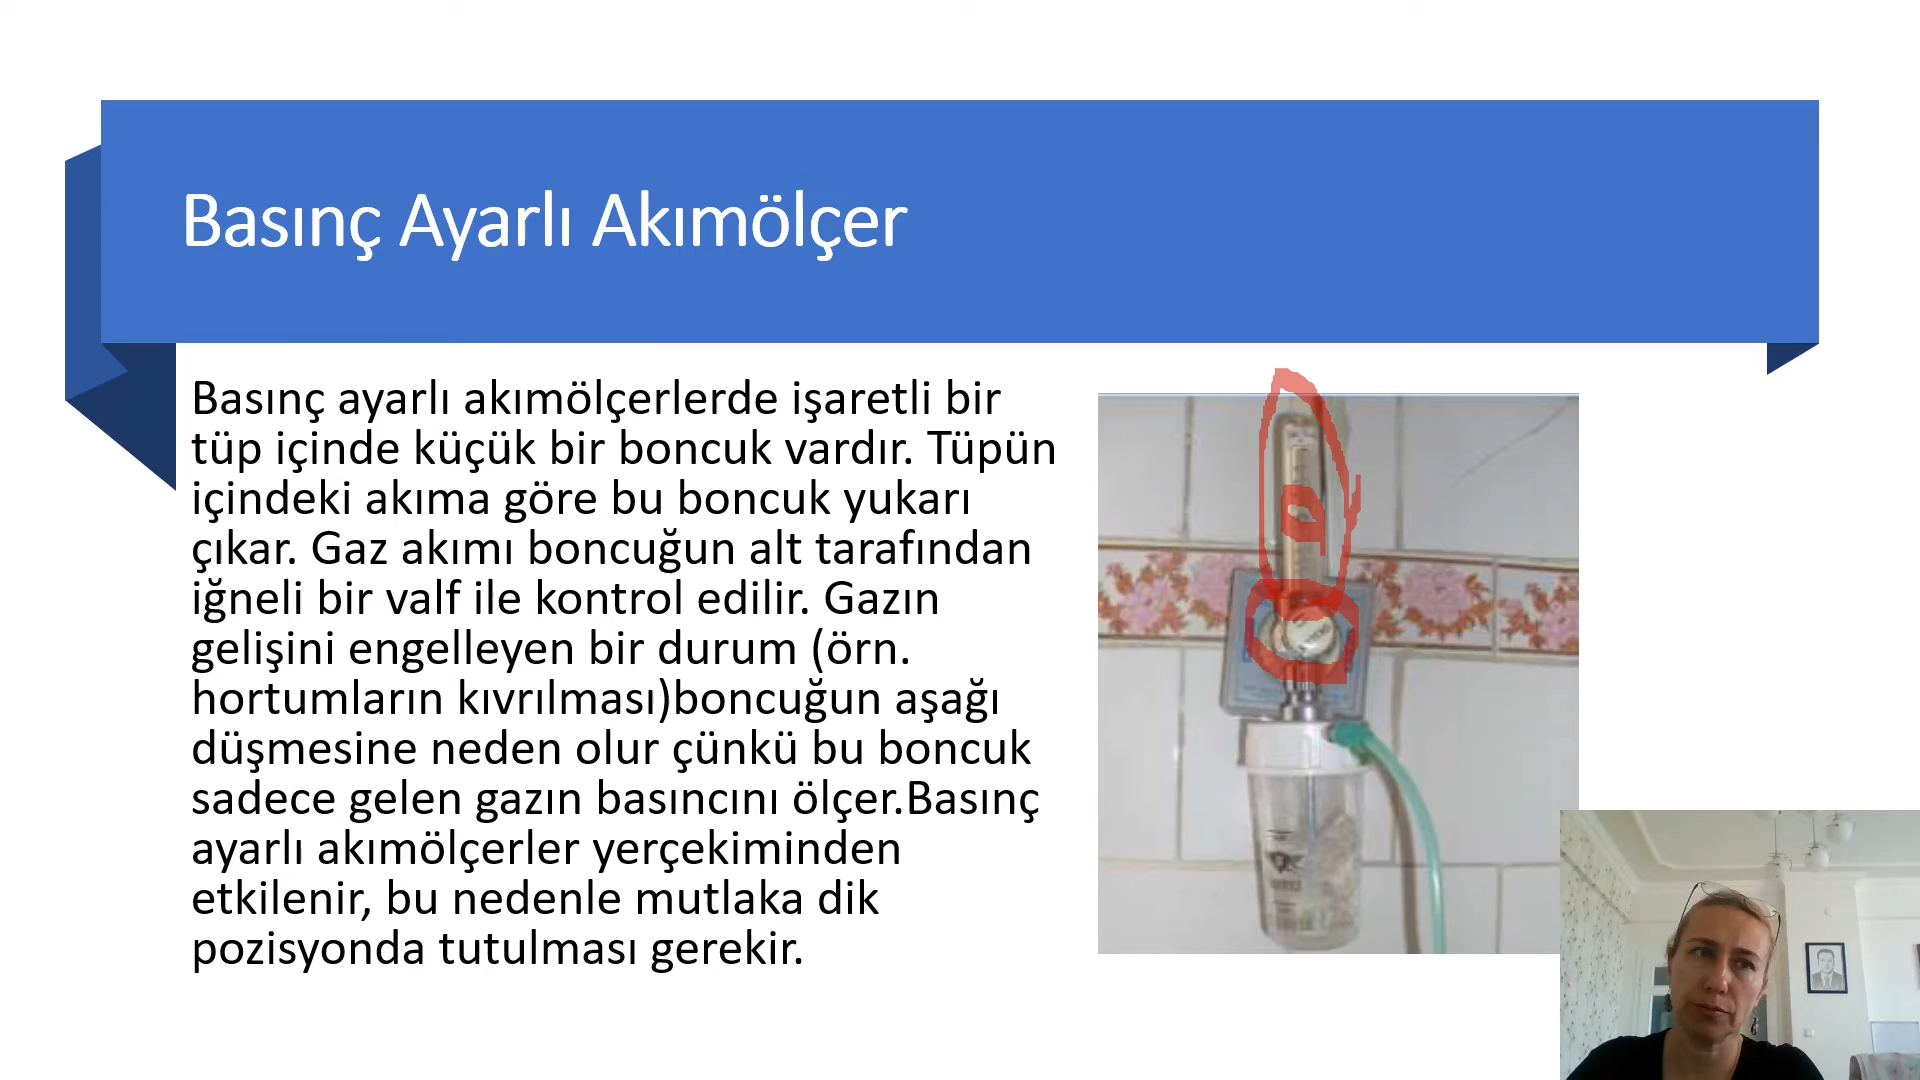 Basınç Ayarlı Akımölçer
Basınç ayarlı akımölçerlerde işaretli bir
tüp içinde küçük bir boncuk vardır. Tüpün
içindeki akıma göre bu boncuk yukarı
çıkar. Gaz akımı boncuğun alt tarafından
iğneli bir valf ile kontrol edilir. Gazın
gelişini engelleyen bir durum (örn.
hortumların kıvrılması)boncuğun aşağı
düşmesine neden olur çünkü bu boncuk
sadece gelen gazın basıncını ölçer.Basınç
ayarlı akımölçerler yerçekiminden
etkilenir, bu nedenle mutlaka dik
pozisyonda tutulması gerekir.